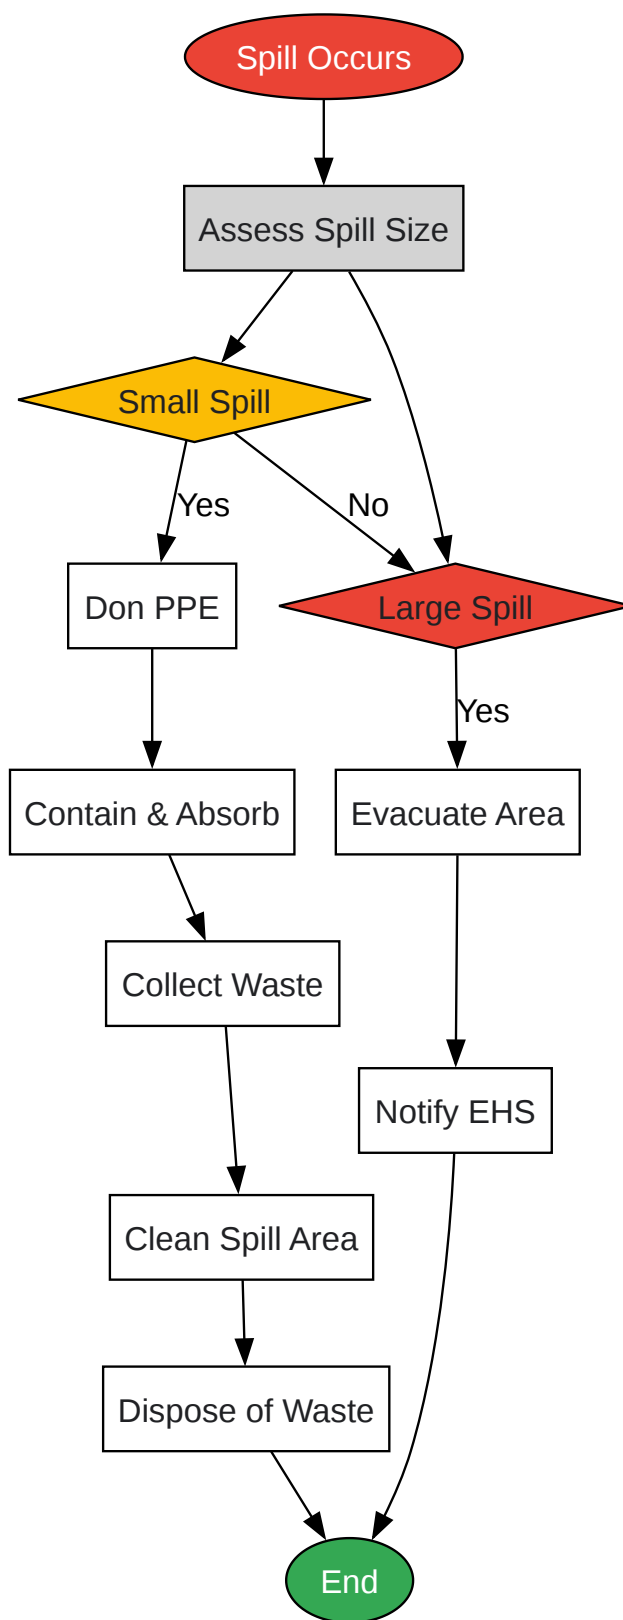 Spill Occurs
Assess Spill Size
Small Spill
Yes
No
Don PPE
Large Spill
Yes
Contain & Absorb
Evacuate Area
Collect Waste
Notify EHS
Clean Spill Area
Dispose of Waste
End